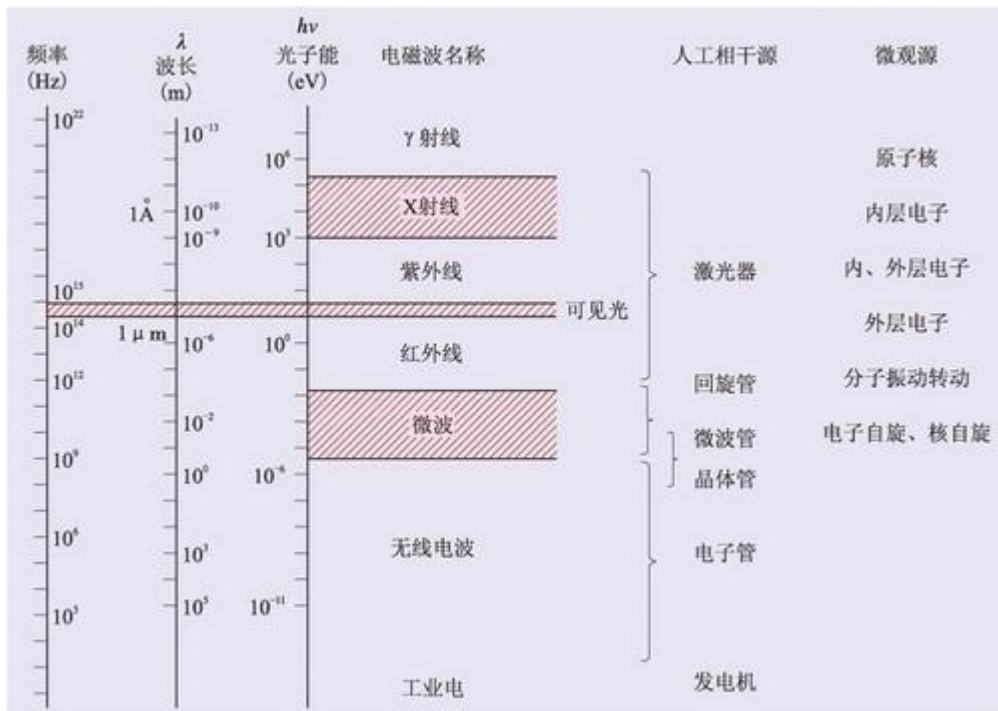 频率
(Hz)
10²²
10¹⁵
10¹⁴
10¹²
10⁹
10⁶
10³
λ
波长
(m)
10⁻¹³
1Å
10⁻¹⁰
10⁻⁹
1μm
10⁻⁶
10⁻²
10⁰
10³
10⁵
hν
光子能
(eV)
10⁶
10³
10⁰
10⁻⁶
10⁻¹¹
电磁波名称
γ射线
X射线
紫外线
可见光
红外线
微波
无线电波
工业电
人工相干源
激光器
回旋管
微波管
晶体管
电子管
发电机
微观源
原子核
内层电子
内、外层电子
外层电子
分子振动转动
电子自旋、核自旋